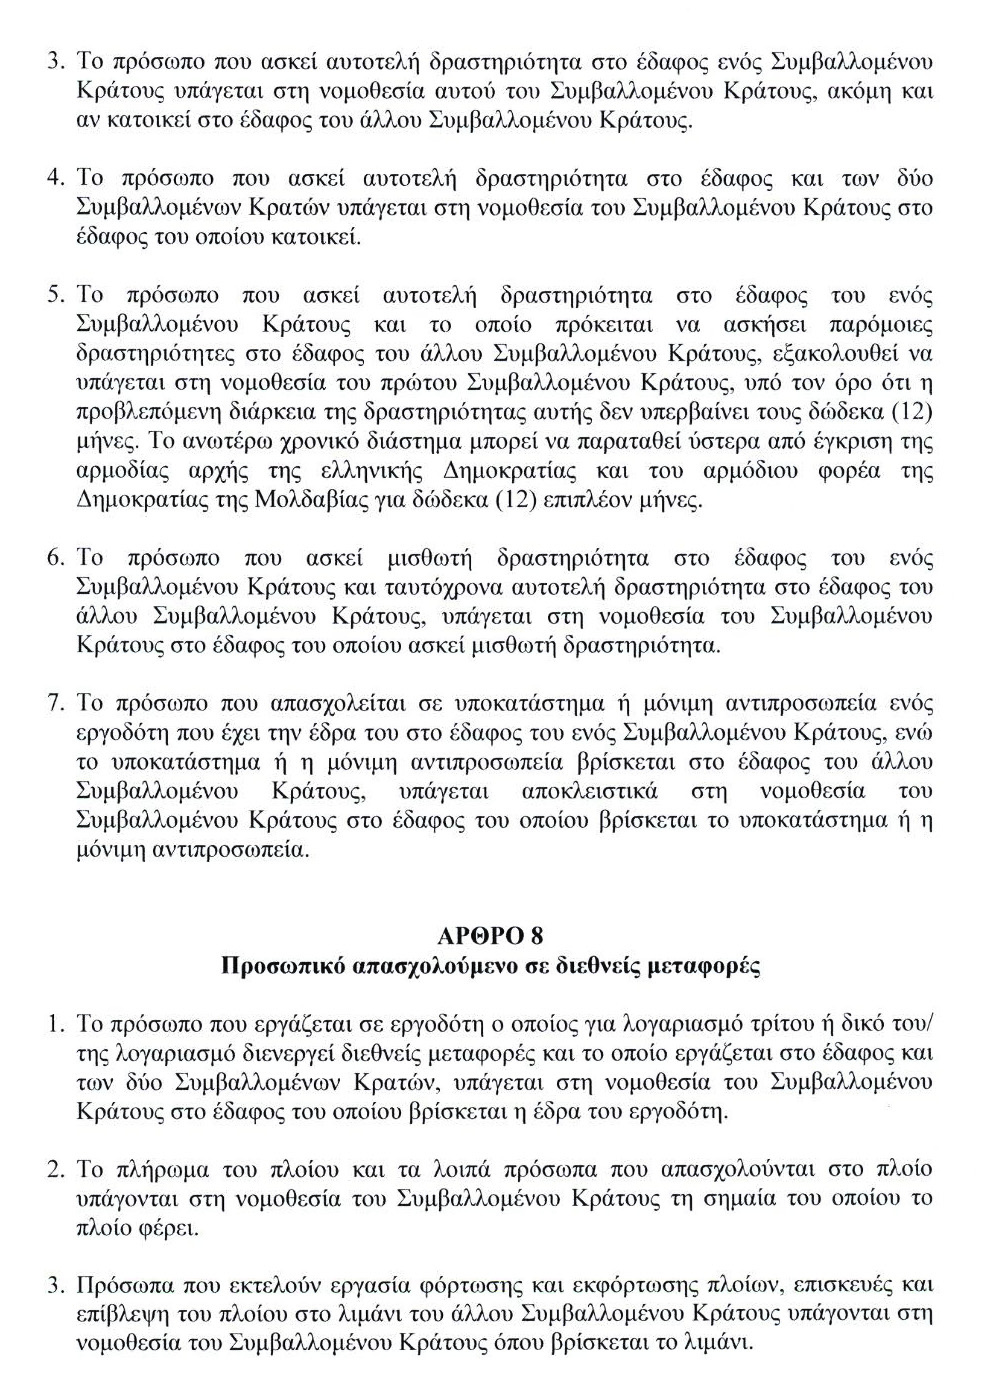 3. Το πρόσωπο που ασκεί αυτοτελή δραστηριότητα στο έδαφος ενός Συμβαλλομένου
Κράτους υπάγεται στη νομοθεσία αυτού του Συμβαλλομένου Κράτους, ακόμη και
αν κατοικεί στο έδαφος του άλλου Συμβαλλομένου Κράτους.
4. Το πρόσωπο που ασκεί αυτοτελή δραστηριότητα στο έδαφος και των δύο
Συμβαλλομένων Κρατών υπάγεται στη νομοθεσία του Συμβαλλομένου Κράτους στο
έδαφος του οποίου κατοικεί.
5. Το πρόσωπο που ασκεί αυτοτελή δραστηριότητα στο έδαφος του ενός
Συμβαλλομένου Κράτους και το οποίο πρόκειται να ασκήσει παρόμοιες
δραστηριότητες στο έδαφος του άλλου Συμβαλλομένου Κράτους, εξακολουθεί να
υπάγεται στη νομοθεσία του πρώτου Συμβαλλομένου Κράτους, υπό τον όρο ότι η
προβλεπόμενη διάρκεια της δραστηριότητας αυτής δεν υπερβαίνει τους δώδεκα (12)
μήνες. Το ανωτέρω χρονικό διάστημα μπορεί να παραταθεί ύστερα από έγκριση της
αρμοδίας αρχής της ελληνικής Δημοκρατίας και του αρμόδιου φορέα της
Δημοκρατίας της Μολδαβίας για δώδεκα (12) επιπλέον μήνες.
6. Το πρόσωπο που ασκεί μισθωτή δραστηριότητα στο έδαφος του ενός
Συμβαλλομένου Κράτους και ταυτόχρονα αυτοτελή δραστηριότητα στο έδαφος του
άλλου Συμβαλλομένου Κράτους, υπάγεται στη νομοθεσία του Συμβαλλομένου
Κράτους στο έδαφος του οποίου ασκεί μισθωτή δραστηριότητα.
7. Το πρόσωπο που απασχολείται σε υποκατάστημα ή μόνιμη αντιπροσωπεία ενός
εργοδότη που έχει την έδρα του στο έδαφος του ενός Συμβαλλομένου Κράτους, ενώ
το υποκατάστημα ή η μόνιμη αντιπροσωπεία βρίσκεται στο έδαφος του άλλου
Συμβαλλομένου Κράτους, υπάγεται αποκλειστικά στη νομοθεσία του
Συμβαλλομένου Κράτους στο έδαφος του οποίου βρίσκεται το υποκατάστημα ή η
μόνιμη αντιπροσωπεία.
ΑΡΘΡΟ 8
Προσωπικό απασχολούμενο σε διεθνείς μεταφορές
1. Το πρόσωπο που εργάζεται σε εργοδότη ο οποίος για λογαριασμό τρίτου ή δικό του/
της λογαριασμό διενεργεί διεθνείς μεταφορές και το οποίο εργάζεται στο έδαφος και
των δύο Συμβαλλομένων Κρατών, υπάγεται στη νομοθεσία του Συμβαλλομένου
Κράτους στο έδαφος του οποίου βρίσκεται η έδρα του εργοδότη.
2. Το πλήρωμα του πλοίου και τα λοιπά πρόσωπα που απασχολούνται στο πλοίο
υπάγονται στη νομοθεσία του Συμβαλλομένου Κράτους τη σημαία του οποίου το
πλοίο φέρει.
3. Πρόσωπα που εκτελούν εργασία φόρτωσης και εκφόρτωσης πλοίων, επισκευές και
επίβλεψη του πλοίου στο λιμάνι του άλλου Συμβαλλομένου Κράτους υπάγονται στη
νομοθεσία του Συμβαλλομένου Κράτους όπου βρίσκεται το λιμάνι.